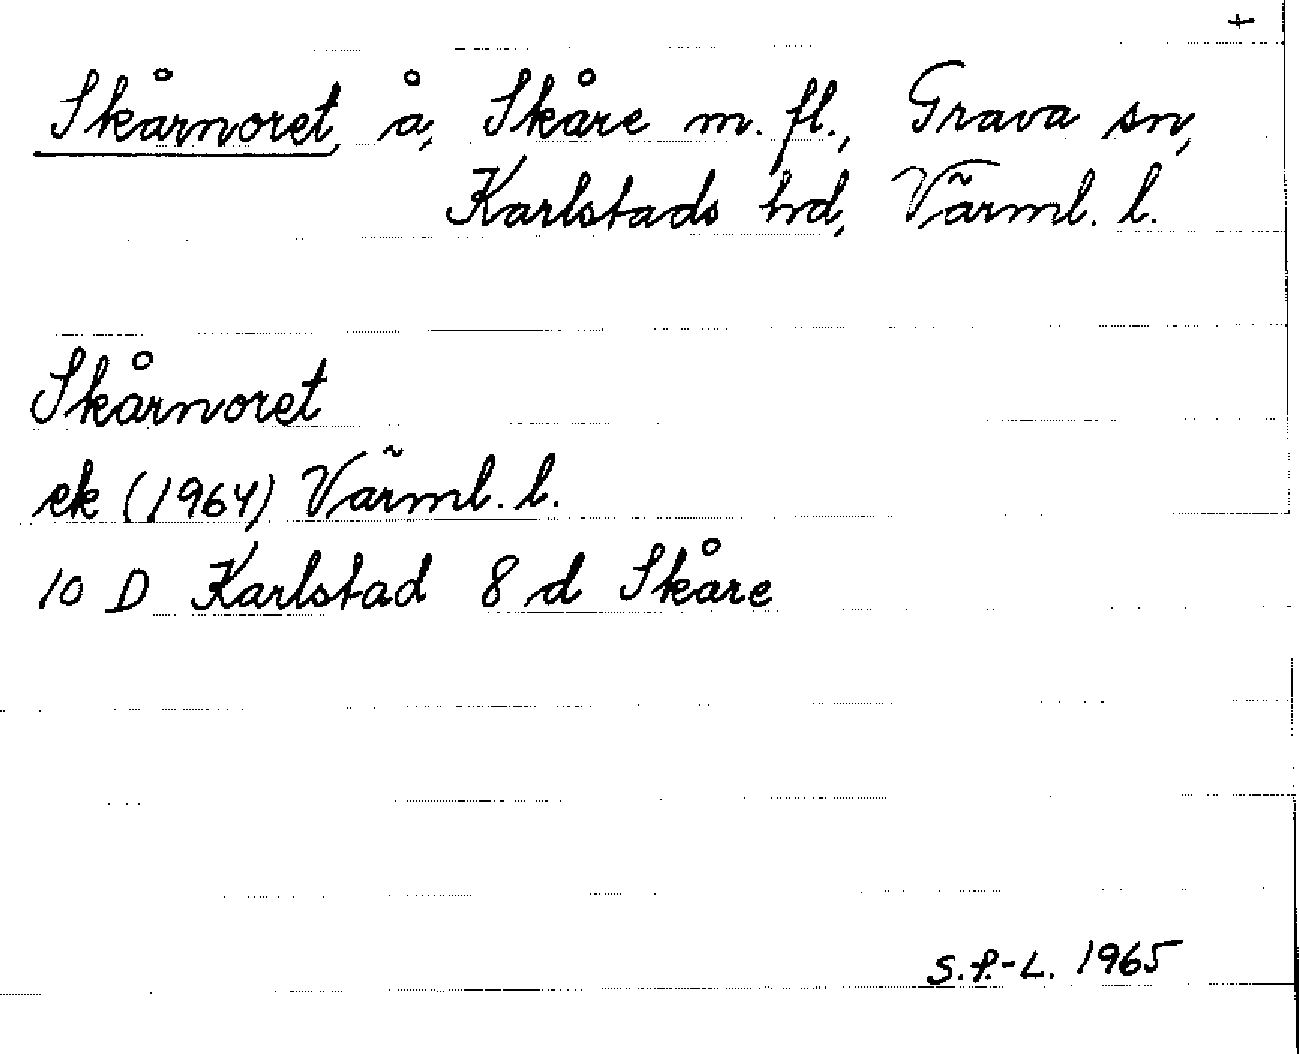 +
Skårnoret, å, Skåre m. fl., Grava sn,
Karlstads hd, Värml. l.
Skårnoret
ek (1964) Värml. l.
10 D Karlstad 8 d Skåre
S.P.-L. 1965